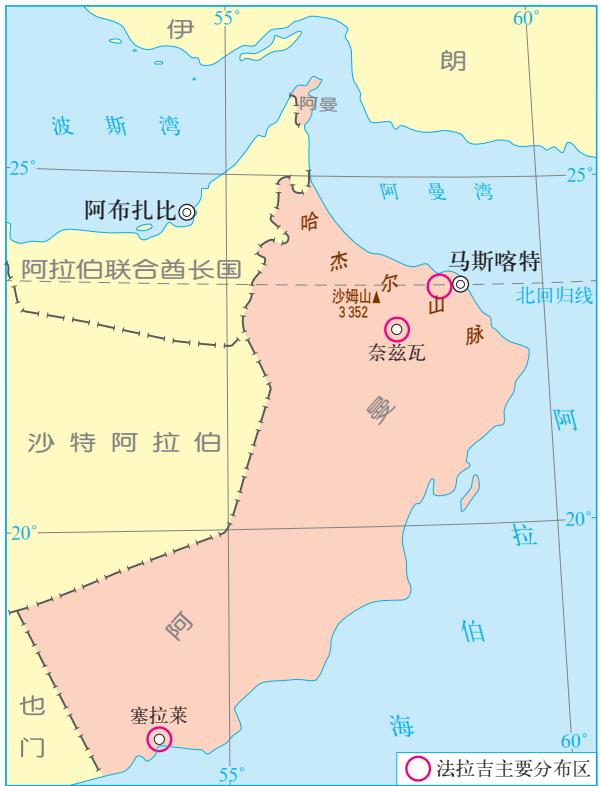 55°
60°
伊
朗
阿曼
波斯湾
25°
25°
阿曼湾
阿布扎比
哈杰尔山脉
马斯喀特
阿拉伯联合酋长国
沙姆山
3 352
北回归线
奈兹瓦
阿曼
沙特阿拉伯
阿拉伯海
20°
20°
塞拉莱
也门
55°
60°
法拉吉主要分布区